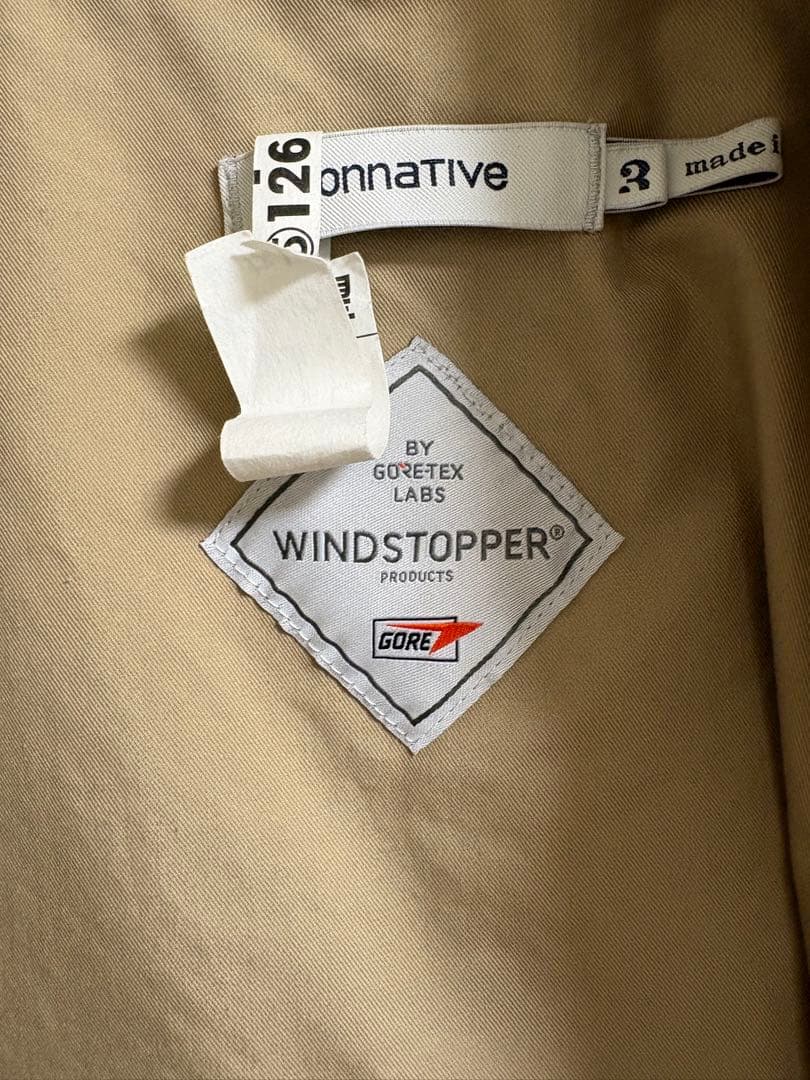 onnative
3
made i
126
BY
GORE-TEX
LABS
WINDSTOPPER®
PRODUCTS
GORE